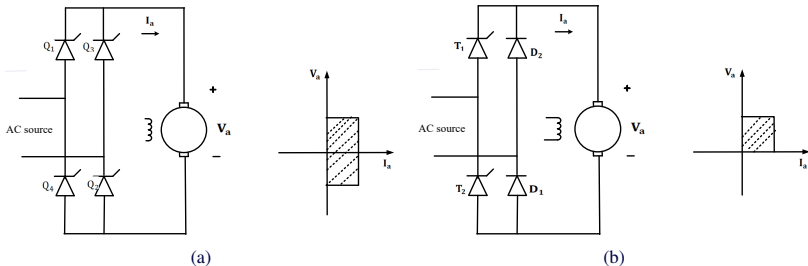 Q1
Q3
Ia
+
Va
−
AC source
Q4
Q2
Va
Ia
(a)
T1
D2
Ia
+
Va
−
AC source
T2
D1
Va
Ia
(b)